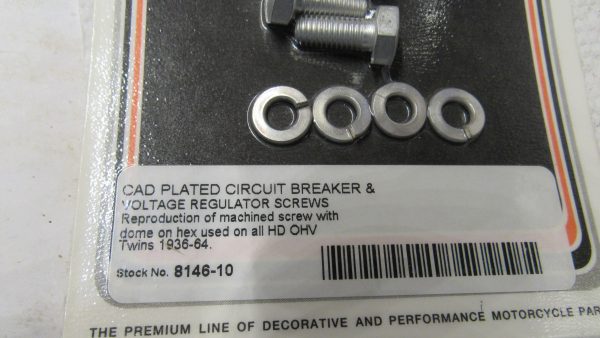 CAD PLATED CIRCUIT BREAKER &
VOLTAGE REGULATOR SCREWS
Reproduction of machined screw with
dome on hex used on all HD OHV
Twins 1936-64.
Stock No. 8146-10
THE PREMIUM LINE OF DECORATIVE AND PERFORMANCE MOTORCYCLE PAR